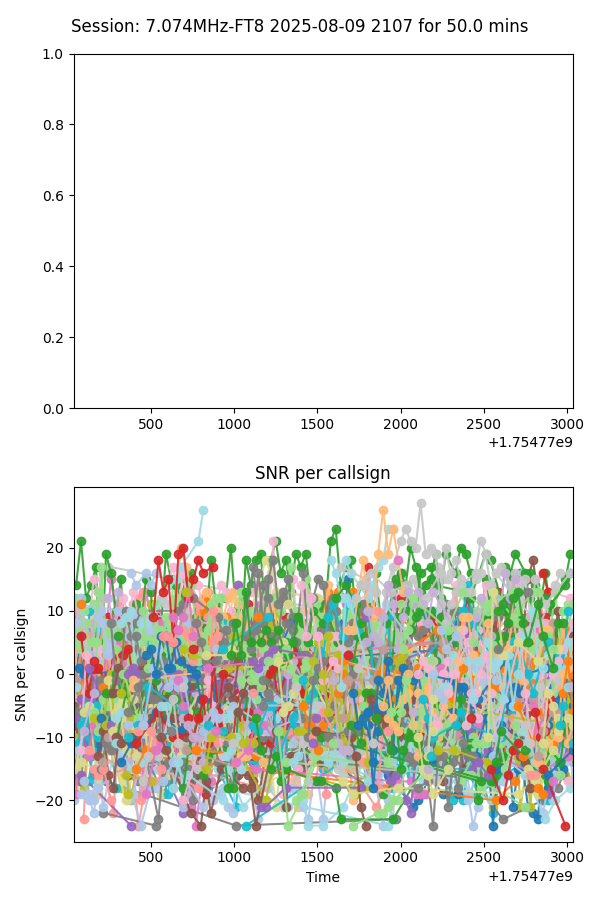 Session: 7.074MHz-FT8 2025-08-09 2107 for 50.0 mins
1.0
0.8
0.6
0.4
0.2
0.0
500 1000 1500 2000 2500 3000
+1.75477e9
SNR per callsign
SNR per callsign
20
10
0
−10
−20
500 1000 1500 2000 2500 3000
Time +1.75477e9